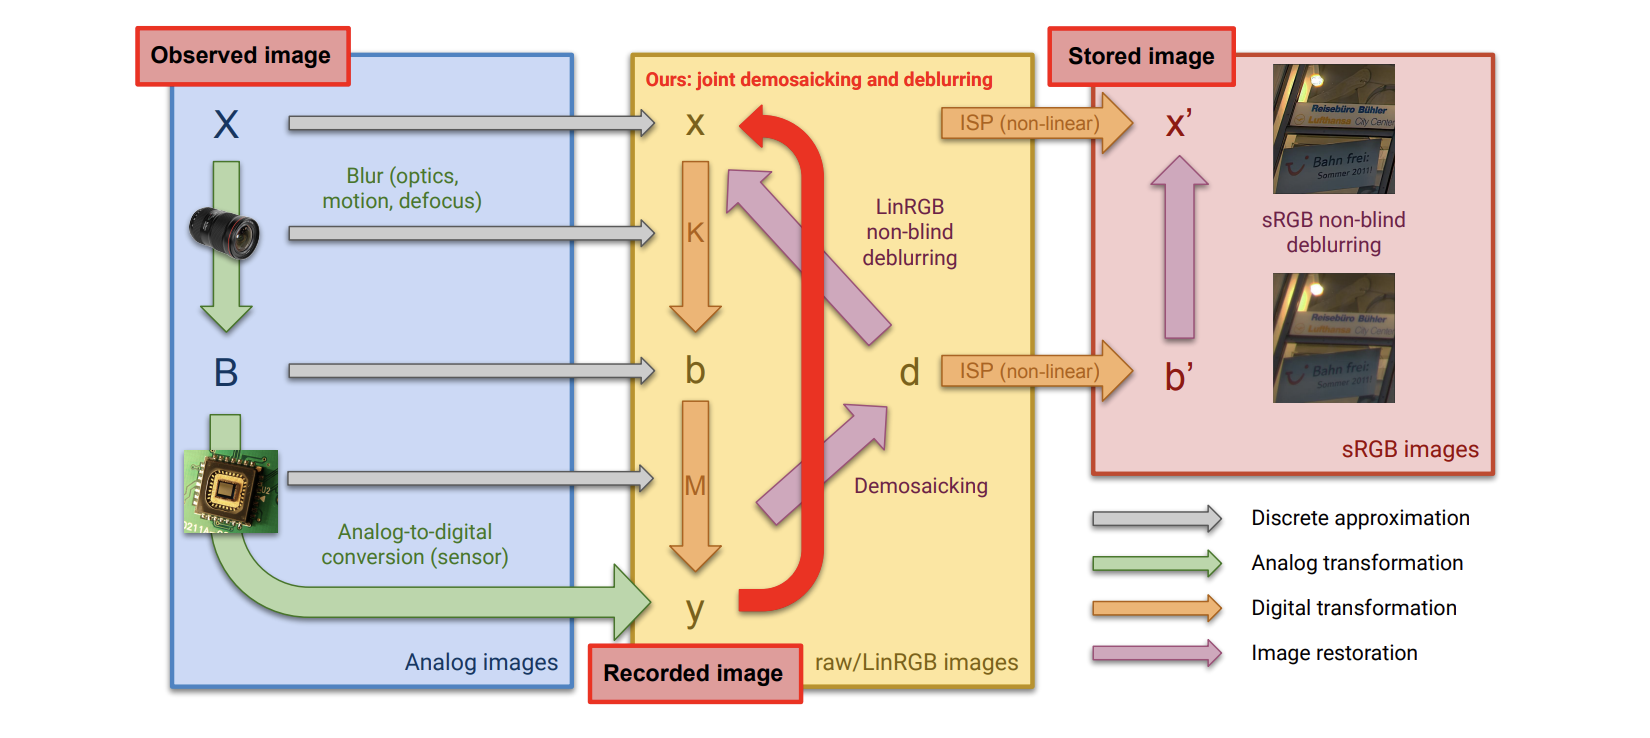 Observed image
Stored image
Ours: joint demosaicking and deblurring
X
x
ISP (non-linear)
x’
Reisebüro Bühler
Lufthansa City Center
Bahn frei:
Sommer 2011!
Blur (optics,
motion, defocus)
K
LinRGB
non-blind
deblurring
sRGB non-blind
deblurring
B
b
d
ISP (non-linear)
b’
Reisebüro Bühler
Lufthansa City Center
Bahn frei:
Sommer 2011!
sRGB images
M
Demosaicking
Analog-to-digital
conversion (sensor)
y
Analog images
Recorded image
raw/LinRGB images
Discrete approximation
Analog transformation
Digital transformation
Image restoration